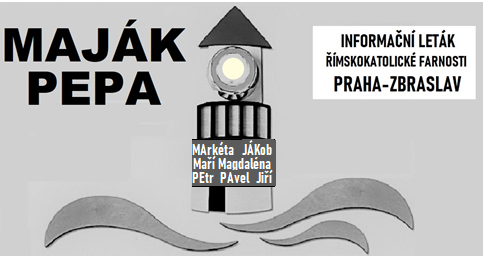 MAJÁK
PEPA
INFORMAČNÍ LETÁK
ŘÍMSKOKATOLICKÉ FARNOSTI
PRAHA-ZBRASLAV
MArkéta JÁKob
Maří Magdaléna
PEtr PAvel Jiří